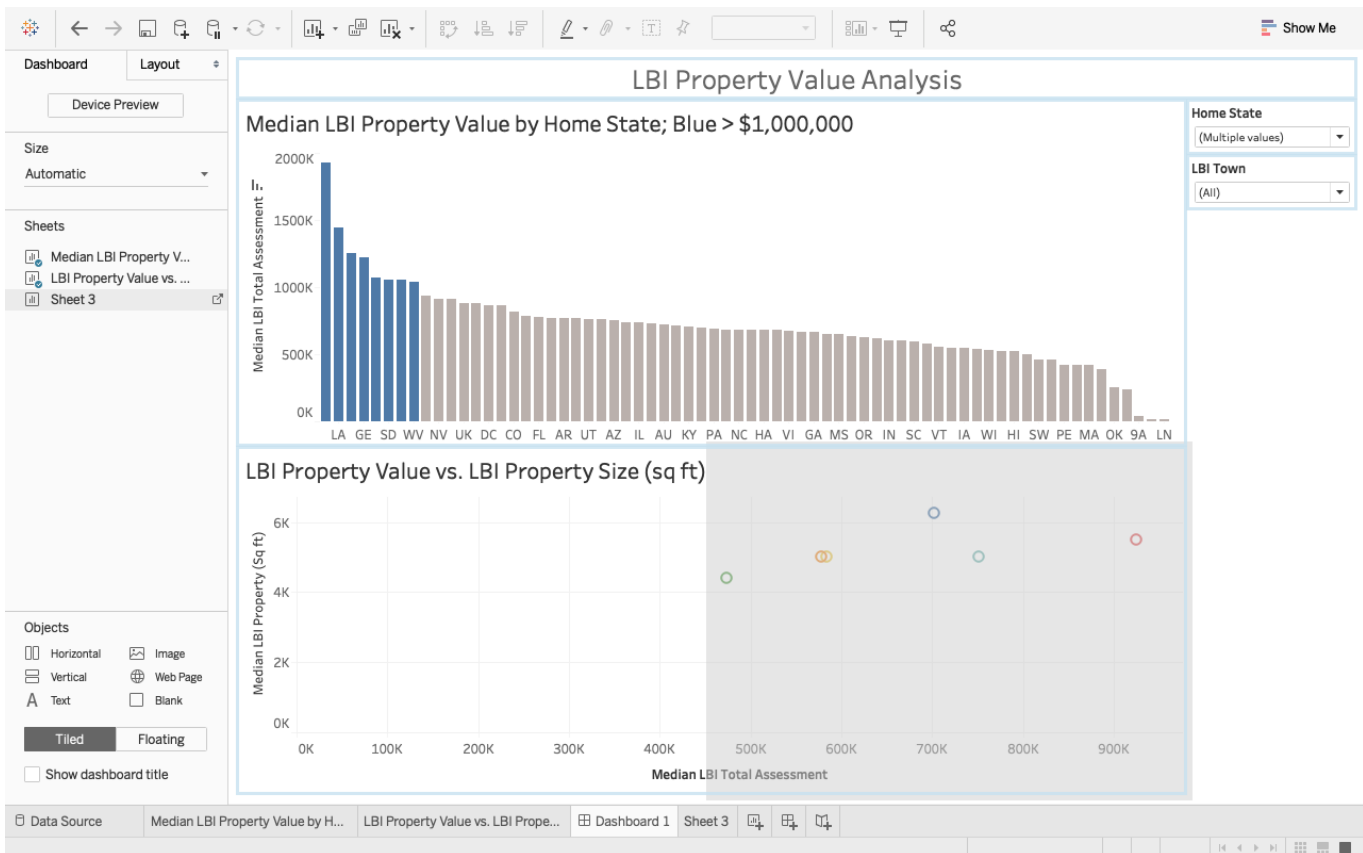 Show Me
Dashboard
Layout
Device Preview
Size
Automatic
Sheets
Median LBI Property V...
LBI Property Value vs. ...
Sheet 3
Objects
Horizontal
Image
Vertical
Web Page
A Text
Blank
Tiled
Floating
Show dashboard title
LBI Property Value Analysis
Median LBI Property Value by Home State; Blue > $1,000,000
Median LBI Total Assessment
2000K
1500K
1000K
500K
0K
LA GE SD WV NV UK DC CO FL AR UT AZ IL AU KY PA NC HA VI GA MS OR IN SC VT IA WI HI SW PE MA OK 9A LN
Home State
(Multiple values)
LBI Town
(All)
LBI Property Value vs. LBI Property Size (sq ft)
Median LBI Property (Sq ft)
6K
4K
2K
0K
0K 100K 200K 300K 400K 500K 600K 700K 800K 900K
Median LBI Total Assessment
Data Source
Median LBI Property Value by H...
LBI Property Value vs. LBI Prope...
Dashboard 1
Sheet 3